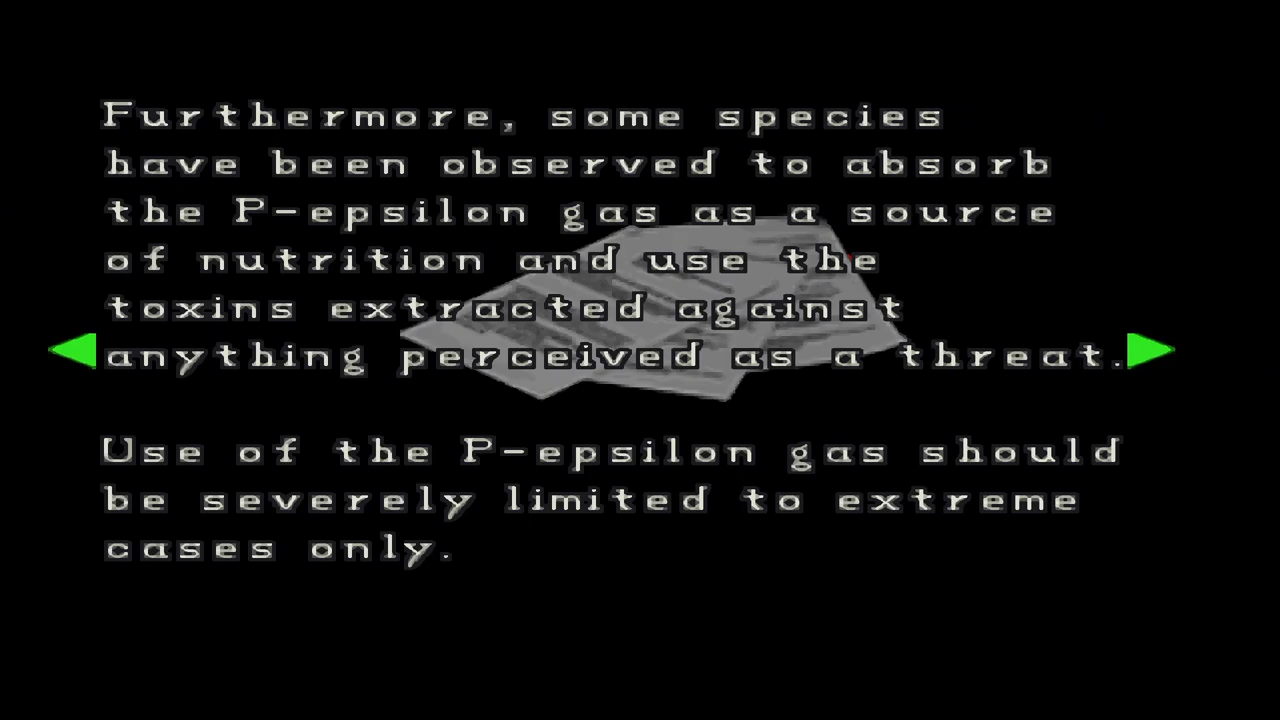 Furthermore, some species
have been observed to absorb
the P-epsilon gas as a source
of nutrition and use the
toxins extracted against
anything perceived as a threat.
Use of the P-epsilon gas should
be severely limited to extreme
cases only.